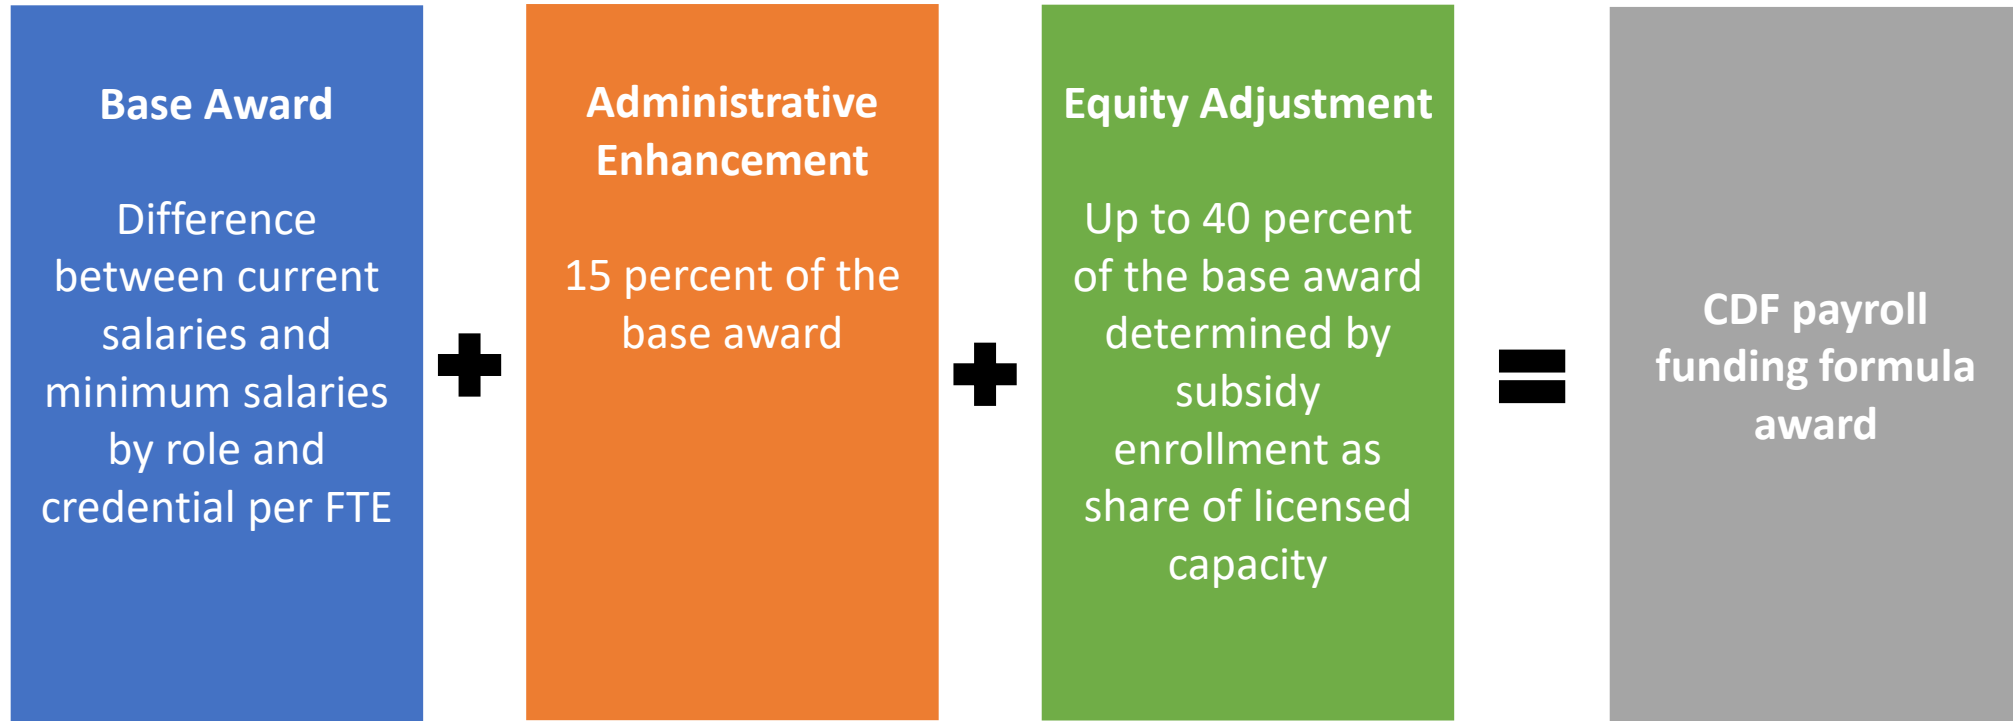 Base Award
Difference
between current
salaries and
minimum salaries
by role and
credential per FTE
Administrative
Enhancement
15 percent of the
base award
Equity Adjustment
Up to 40 percent
of the base award
determined by
subsidy
enrollment as
share of licensed
capacity
CDF payroll
funding formula
award